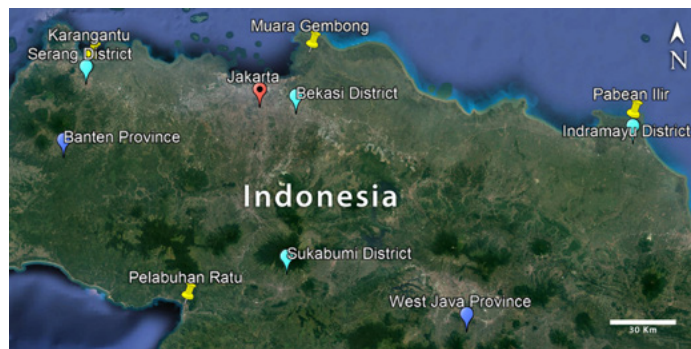 Muara Gembong
Karangantu
Serang District
N
Jakarta
Bekasi District
Pabean Ilir
Indramayu District
Banten Province
Indonesia
Sukabumi District
Pelabuhan Ratu
West Java Province
30 Km